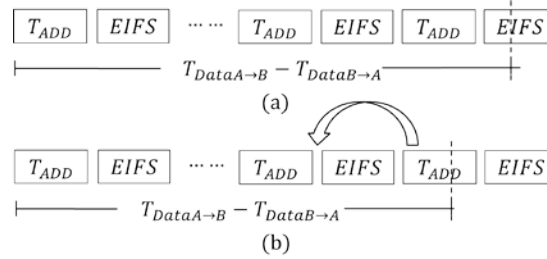 T_ADD EIFS ··· ··· T_ADD EIFS T_ADD EIFS
T_DataA→B − T_DataB→A
(a)
T_ADD EIFS ··· ··· T_ADD EIFS T_ADD EIFS
T_DataA→B − T_DataB→A
(b)